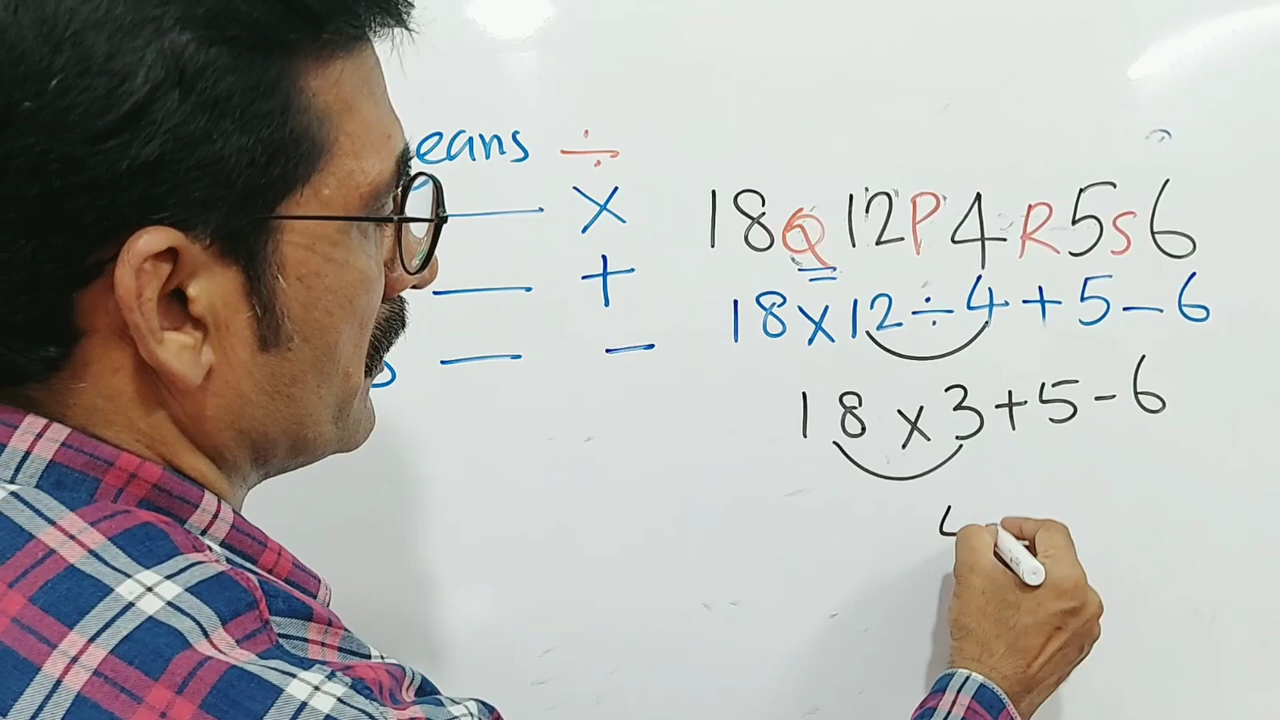 eans ÷
— ×
— +
— −
18 Q 12 P 4 R 5 S 6
18 × 12 ÷ 4 + 5 − 6
18 × 3 + 5 − 6